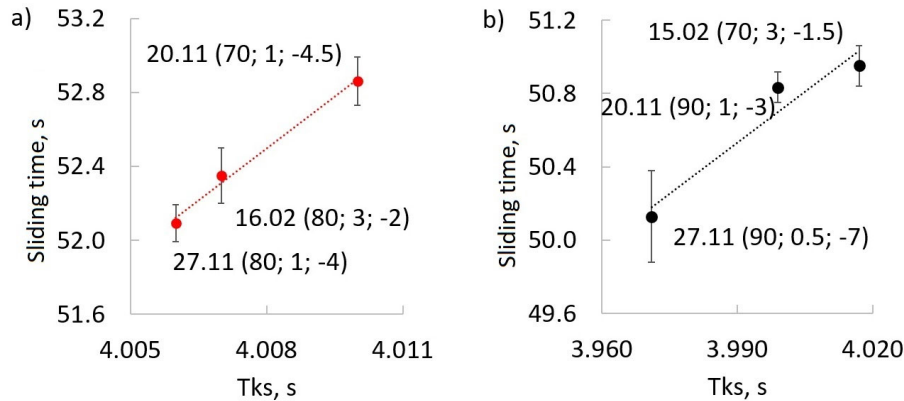 a)
53.2
52.8
52.4
52.0
51.6
Sliding time, s
20.11 (70; 1; -4.5)
16.02 (80; 3; -2)
27.11 (80; 1; -4)
4.005 4.008 4.011
Tks, s
b)
51.2
50.8
50.4
50.0
49.6
Sliding time, s
15.02 (70; 3; -1.5)
20.11 (90; 1; -3)
27.11 (90; 0.5; -7)
3.960 3.990 4.020
Tks, s